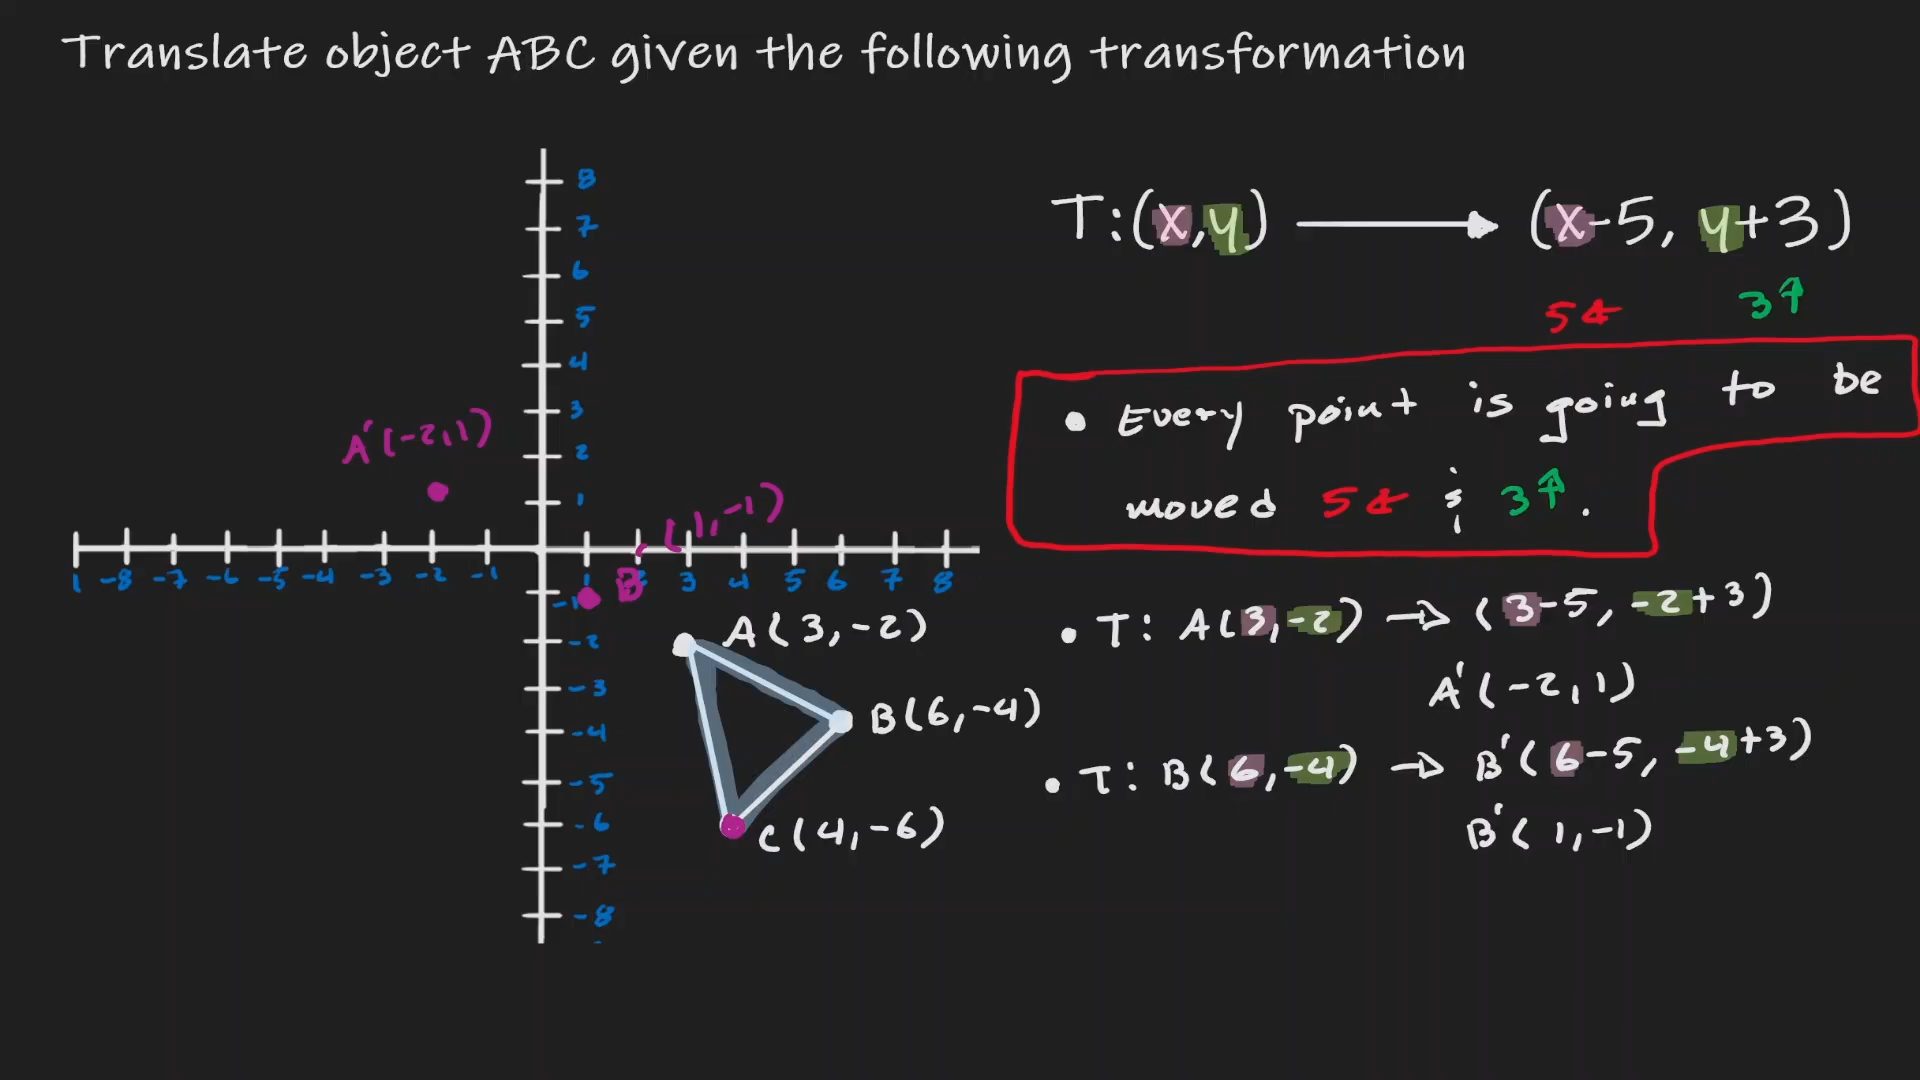 Translate object ABC given the following transformation
T:(x,y) → (x-5, y+3)
5← 3↑
• Every point is going to be
moved 5← & 3↑.
• T: A(3,-2) → (3-5, -2+3)
A'(-2,1)
• T: B(6,-4) → B'(6-5, -4+3)
B'(1,-1)
8
7
6
5
4
3
2
1
A'(-2,1)
B'(1,-1)
1 -8 -7 -6 -5 -4 -3 -2 -1 1 2 3 4 5 6 7 8
-1
-2
-3
-4
-5
-6
-7
-8
A(3,-2)
B(6,-4)
C(4,-6)